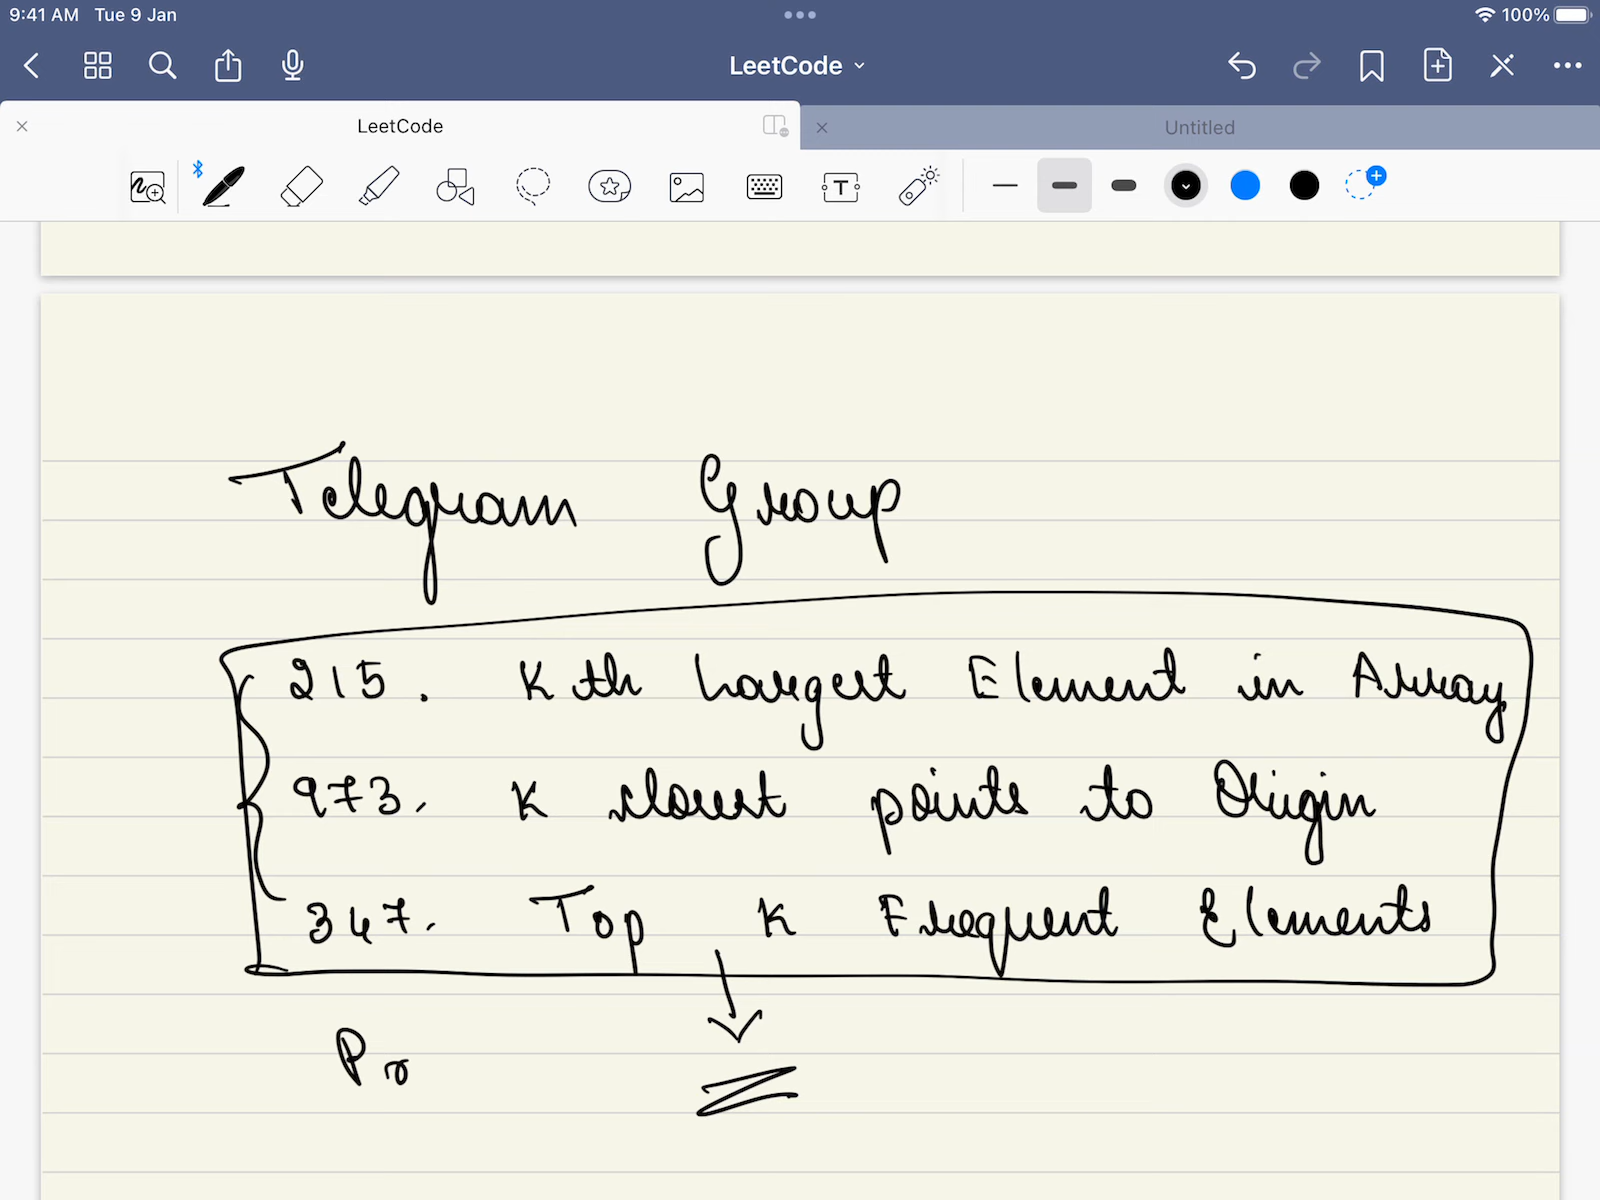 9:41 AM Tue 9 Jan
100%
LeetCode
LeetCode
Untitled
T
Telegram Group
215. Kth Largest Element in Array
973. K closest points to Origin
347. Top K Frequent Elements
Pr